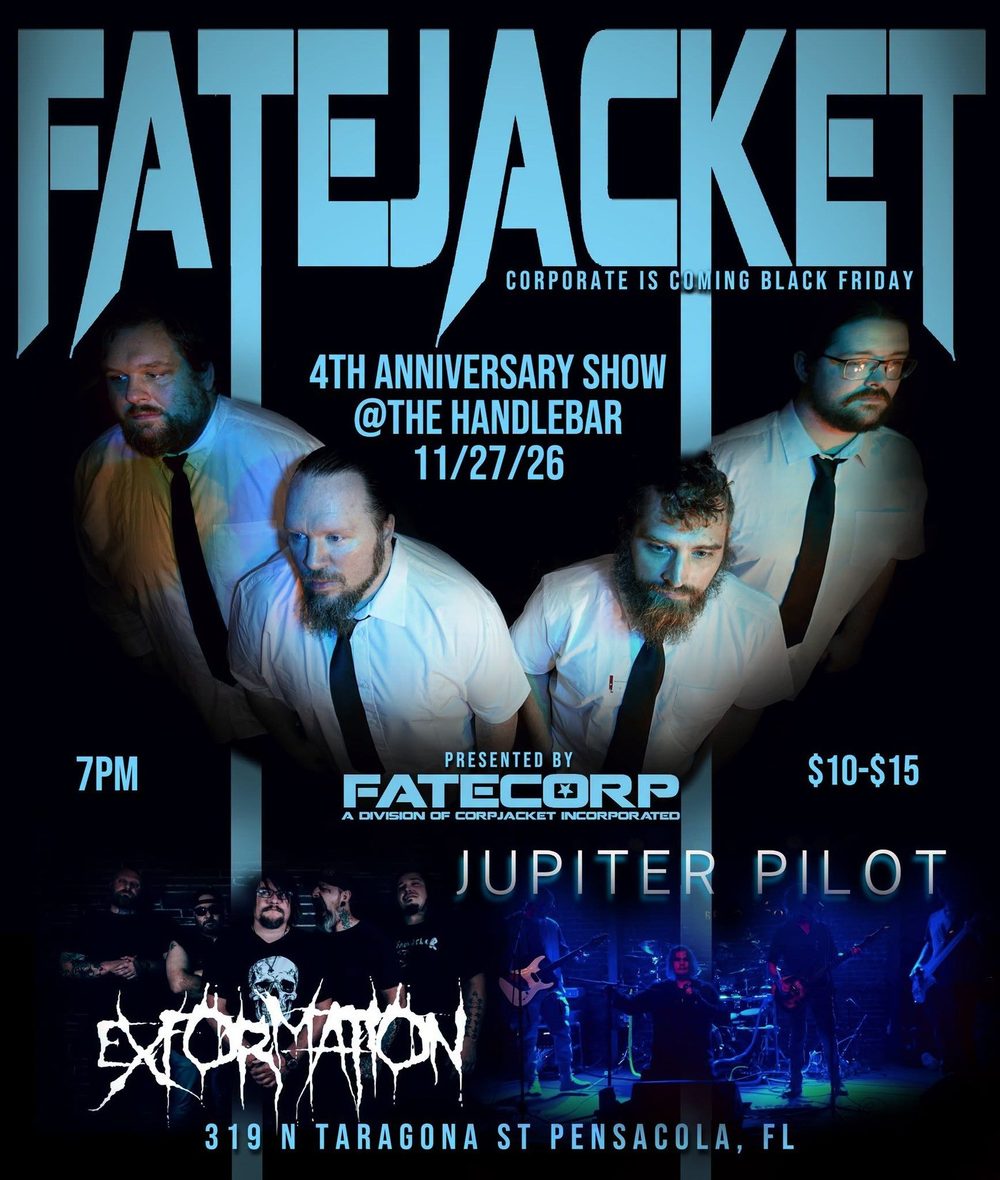 FATEJACKET
CORPORATE IS COMING BLACK FRIDAY
4TH ANNIVERSARY SHOW
@THE HANDLEBAR
11/27/26
7PM
$10-$15
PRESENTED BY
FATECORP
A DIVISION OF CORPJACKET INCORPORATED
JUPITER PILOT
EXFORMATION
319 N TARAGONA ST PENSACOLA, FL